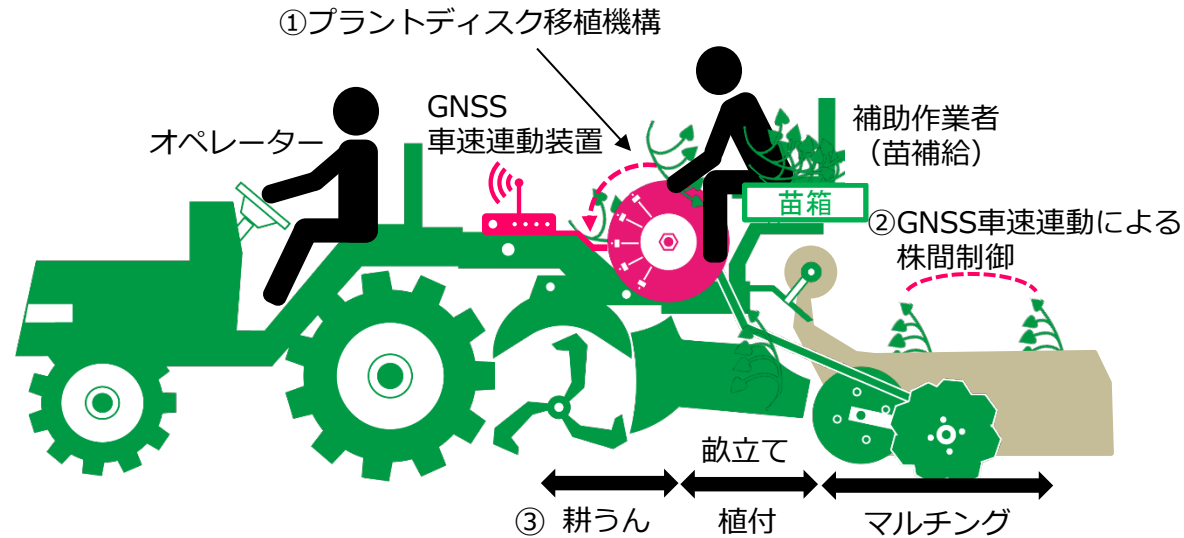 ①プラントディスク移植機構
GNSS
車速連動装置
オペレーター
補助作業者
（苗補給）
苗箱
②GNSS車速連動による
株間制御
畝立て
③ 耕うん
植付
マルチング